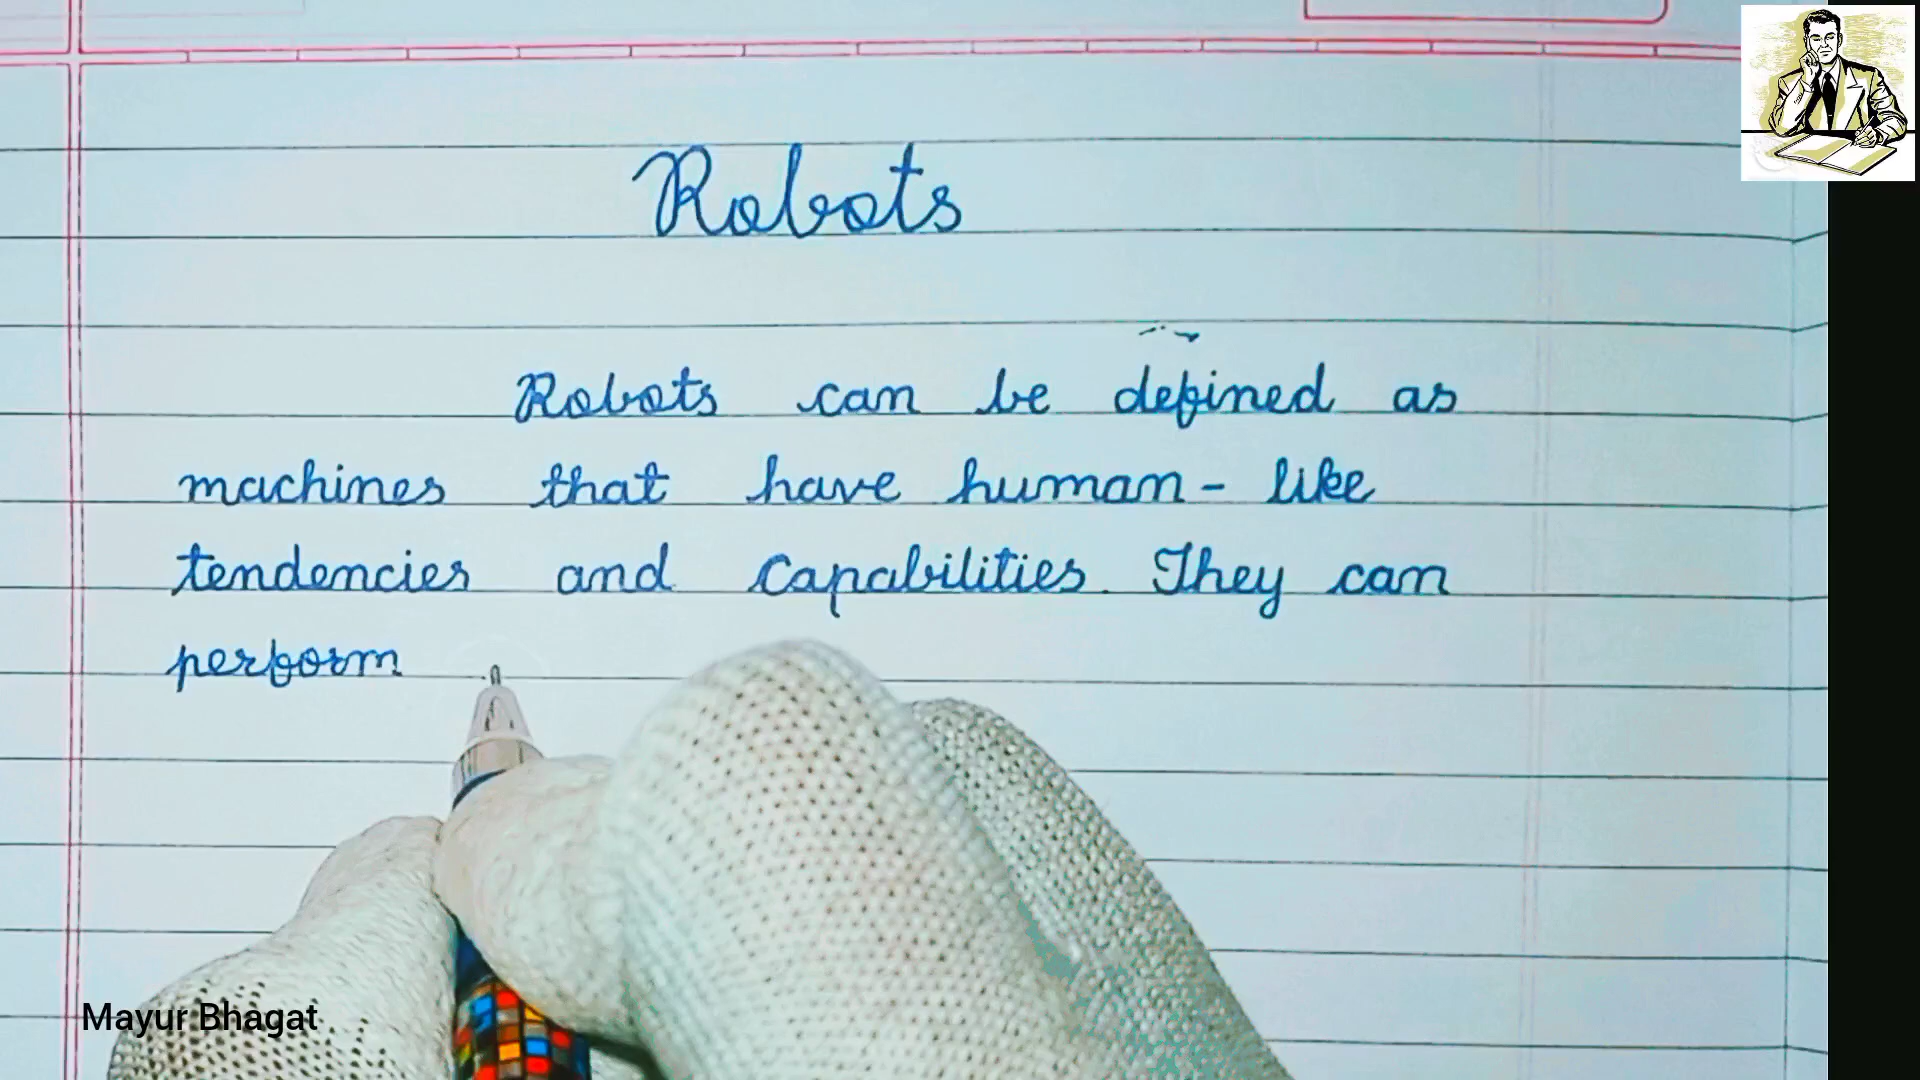 Robots
Robots can be defined as
machines that have human - like
tendencies and capabilities. They can
perform
Mayur Bhagat